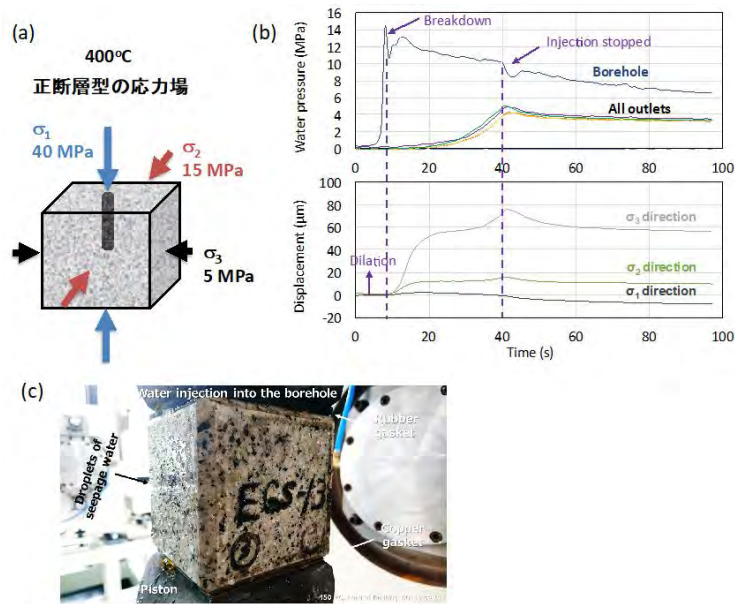 (a)
400℃
正断層型の応力場
σ1
40 MPa
σ2
15 MPa
σ3
5 MPa
(b)
Water pressure (MPa)
16
14
12
10
8
6
4
2
0
Breakdown
Injection stopped
Borehole
All outlets
0 20 40 60 80 100
Displacement (μm)
100
80
60
40
20
0
-20
Dilation
σ3 direction
σ2 direction
σ1 direction
0 20 40 60 80 100
Time (s)
(c)
Water injection into the borehole
Rubber
gasket
Droplets of
seepage water
EGS-13
2
Copper
gasket
Piston